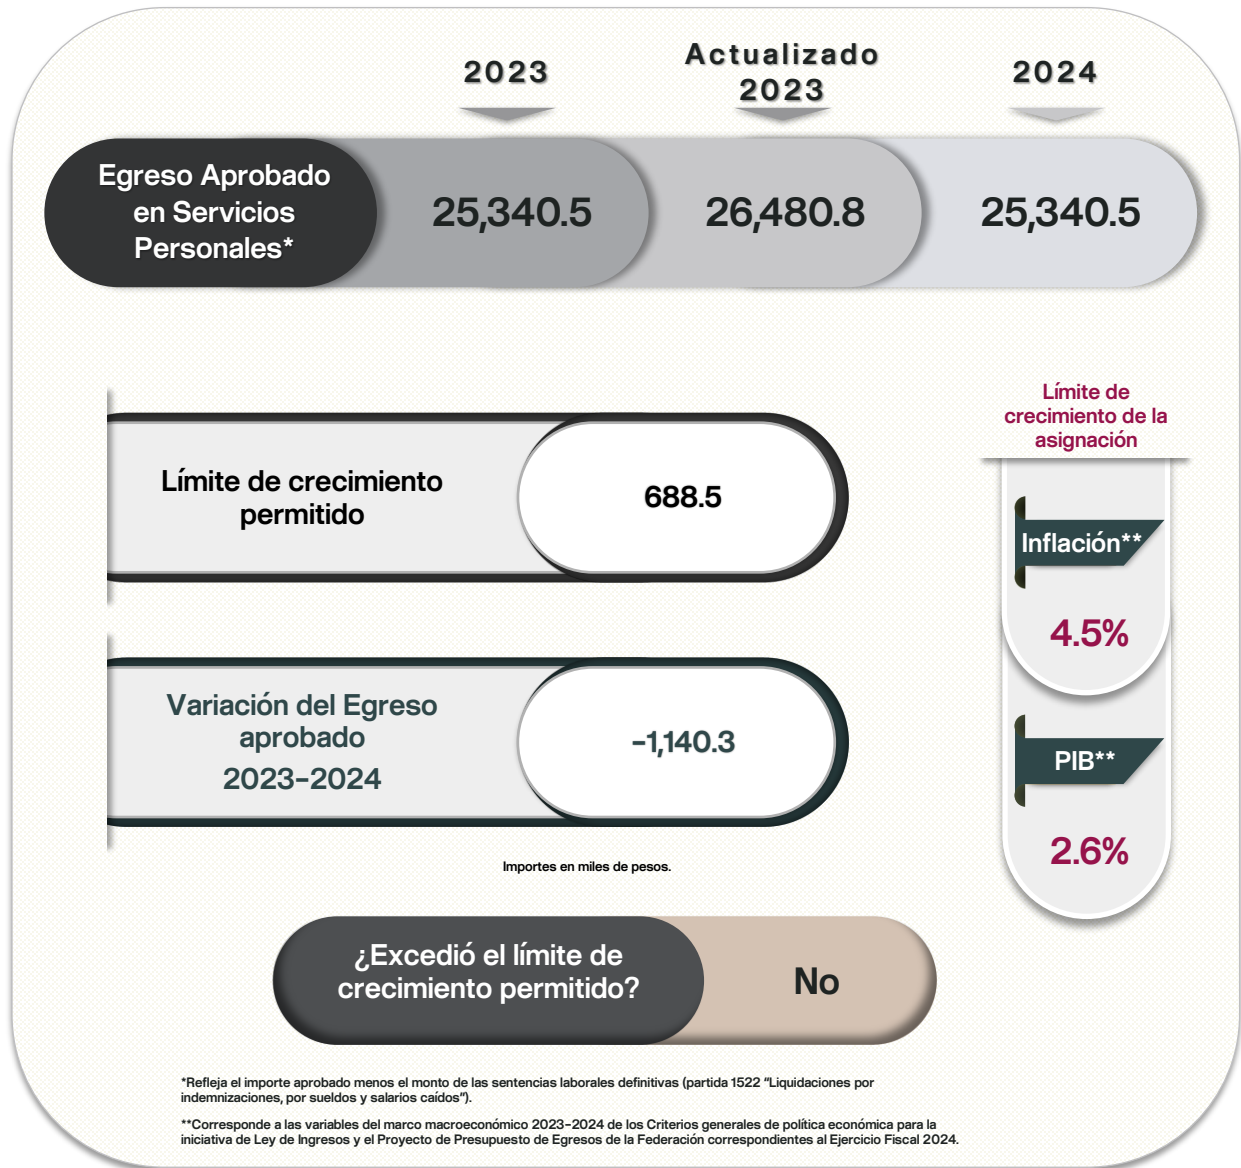 2023
Actualizado
2023
2024
Egreso Aprobado
en Servicios
Personales*
25,340.5
26,480.8
25,340.5
Límite de crecimiento
permitido
688.5
Límite de
crecimiento de la
asignación
Inflación**
4.5%
Variación del Egreso
aprobado
2023-2024
-1,140.3
PIB**
2.6%
Importes en miles de pesos.
¿Excedió el límite de
crecimiento permitido?
No
*Refleja el importe aprobado menos el monto de las sentencias laborales definitivas (partida 1522 "Liquidaciones por
indemnizaciones, por sueldos y salarios caídos").
**Corresponde a las variables del marco macroeconómico 2023-2024 de los Criterios generales de política económica para la
iniciativa de Ley de Ingresos y el Proyecto de Presupuesto de Egresos de la Federación correspondientes al Ejercicio Fiscal 2024.